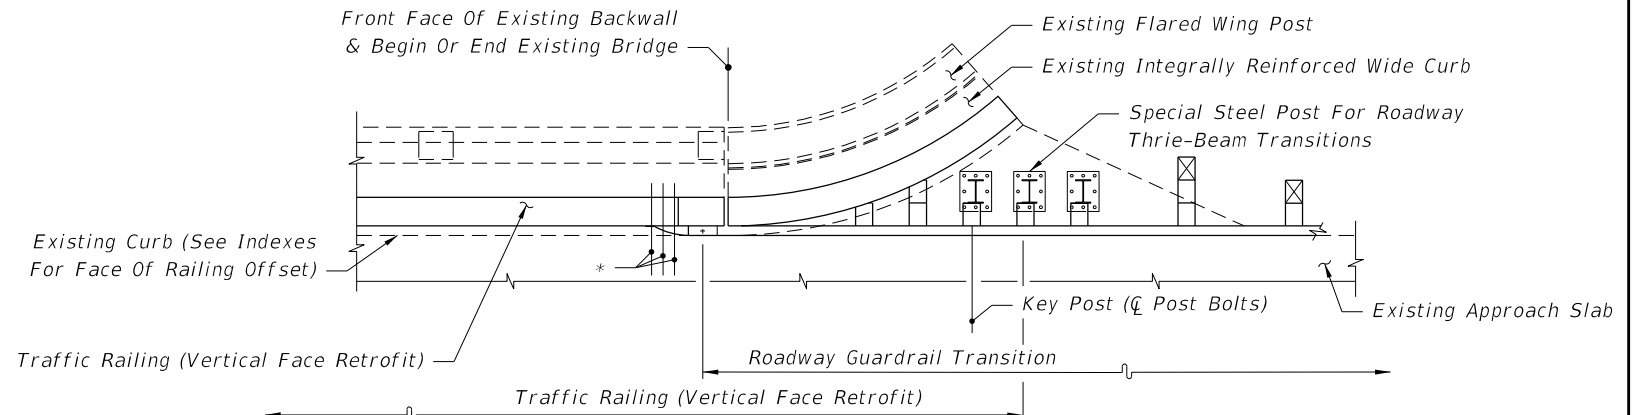 Front Face Of Existing Backwall
& Begin Or End Existing Bridge
Existing Flared Wing Post
Existing Integrally Reinforced Wide Curb
Special Steel Post For Roadway
Thrie-Beam Transitions
Existing Curb (See Indexes
For Face Of Railing Offset)
*
Key Post (℄ Post Bolts)
Existing Approach Slab
Traffic Railing (Vertical Face Retrofit)
Roadway Guardrail Transition
Traffic Railing (Vertical Face Retrofit)